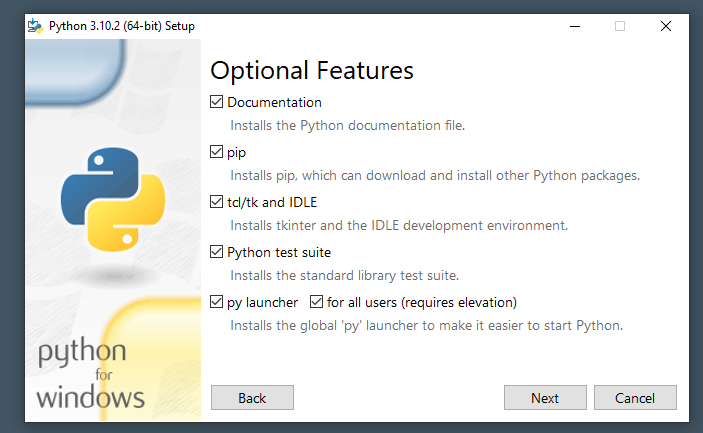 Python 3.10.2 (64-bit) Setup
Optional Features
Documentation
Installs the Python documentation file.
pip
Installs pip, which can download and install other Python packages.
tcl/tk and IDLE
Installs tkinter and the IDLE development environment.
Python test suite
Installs the standard library test suite.
py launcher for all users (requires elevation)
Installs the global 'py' launcher to make it easier to start Python.
python
for
windows
Back Next Cancel